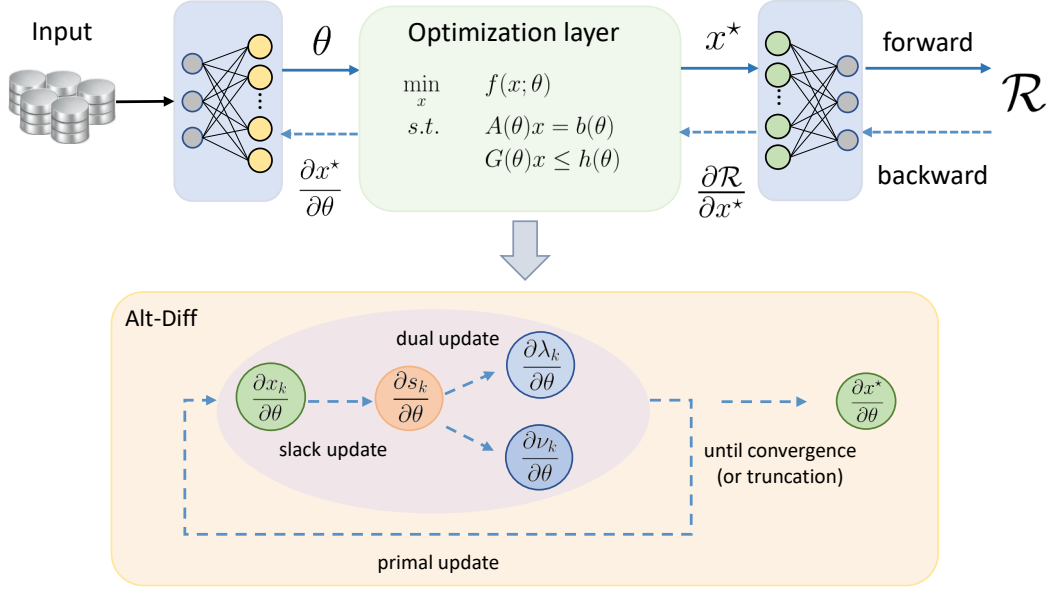 Input
θ
Optimization layer
min_x f(x; θ)
s.t. A(θ)x = b(θ)
G(θ)x ≤ h(θ)
x⋆
forward
ℛ
∂x⋆/∂θ
∂ℛ/∂x⋆
backward
Alt-Diff
dual update
∂x_k/∂θ
∂s_k/∂θ
∂λ_k/∂θ
∂ν_k/∂θ
∂x⋆/∂θ
slack update
until convergence
(or truncation)
primal update